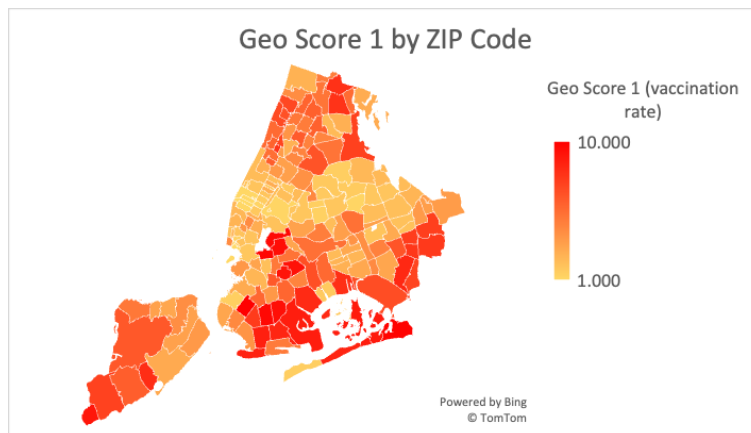 Geo Score 1 by ZIP Code
Geo Score 1 (vaccination
rate)
10.000
1.000
Powered by Bing
© TomTom